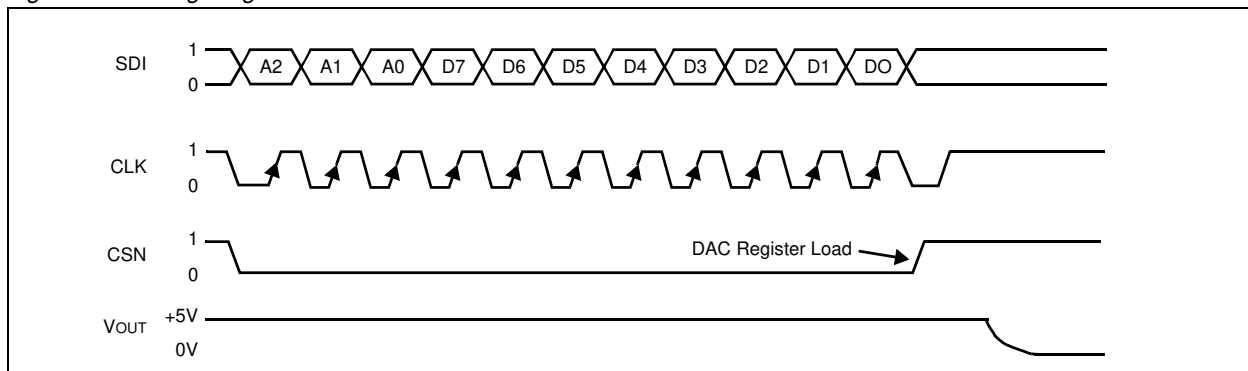 SDI 1 0 A2 A1 A0 D7 D6 D5 D4 D3 D2 D1 DO
CLK 1 0
CSN 1 0 DAC Register Load
VOUT +5V 0V